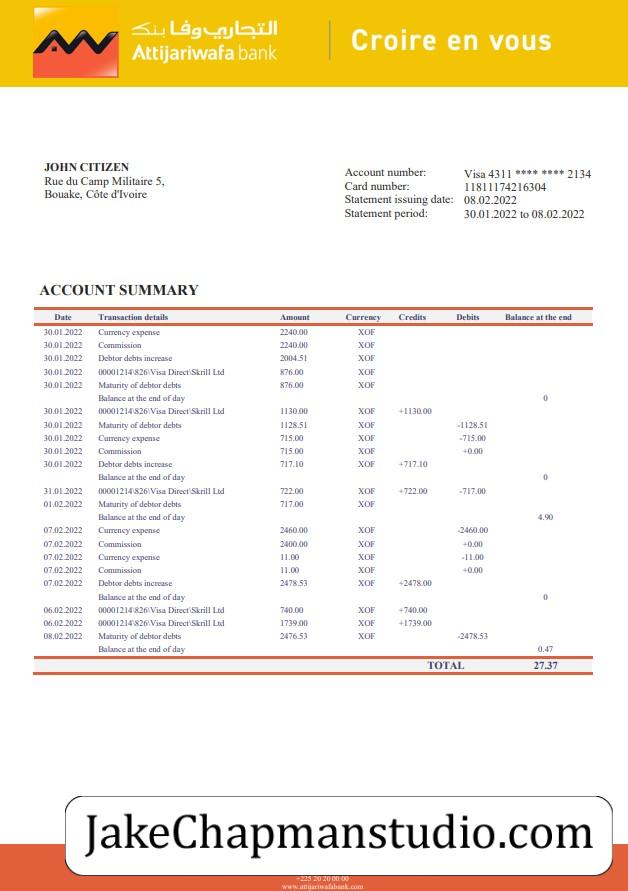 التجاري وفا بنك
Attijariwafa bank
Croire en vous
JOHN CITIZEN
Rue du Camp Militaire 5,
Bouake, Côte d'Ivoire
Account number: Visa 4311 **** **** 2134
Card number: 11811174216304
Statement issuing date: 08.02.2022
Statement period: 30.01.2022 to 08.02.2022
ACCOUNT SUMMARY
Date Transaction details Amount Currency Credits Debits Balance at the end
30.01.2022 Currency expense 2240.00 XOF
30.01.2022 Commission 2240.00 XOF
30.01.2022 Debtor debts increase 2004.51 XOF
30.01.2022 00001214\826\Visa Direct\Skrill Ltd 876.00 XOF
30.01.2022 Maturity of debtor debts 876.00 XOF
Balance at the end of day 0
30.01.2022 00001214\826\Visa Direct\Skrill Ltd 1130.00 XOF +1130.00
30.01.2022 Maturity of debtor debts 1128.51 XOF -1128.51
30.01.2022 Currency expense 715.00 XOF -715.00
30.01.2022 Commission 715.00 XOF +0.00
30.01.2022 Debtor debts increase 717.10 XOF +717.10
Balance at the end of day 0
31.01.2022 00001214\826\Visa Direct\Skrill Ltd 722.00 XOF +722.00 -717.00
01.02.2022 Maturity of debtor debts 717.00 XOF
Balance at the end of day 4.90
07.02.2022 Currency expense 2460.00 XOF -2460.00
07.02.2022 Commission 2400.00 XOF +0.00
07.02.2022 Currency expense 11.00 XOF -11.00
07.02.2022 Commission 11.00 XOF +0.00
07.02.2022 Debtor debts increase 2478.53 XOF +2478.00
Balance at the end of day 0
06.02.2022 00001214\826\Visa Direct\Skrill Ltd 740.00 XOF +740.00
06.02.2022 00001214\826\Visa Direct\Skrill Ltd 1739.00 XOF +1739.00
08.02.2022 Maturity of debtor debts 2476.53 XOF -2478.53
Balance at the end of day 0.47
TOTAL 27.37
JakeChapmanstudio.com
+225 20 20 00 00
www.attijariwafabank.com